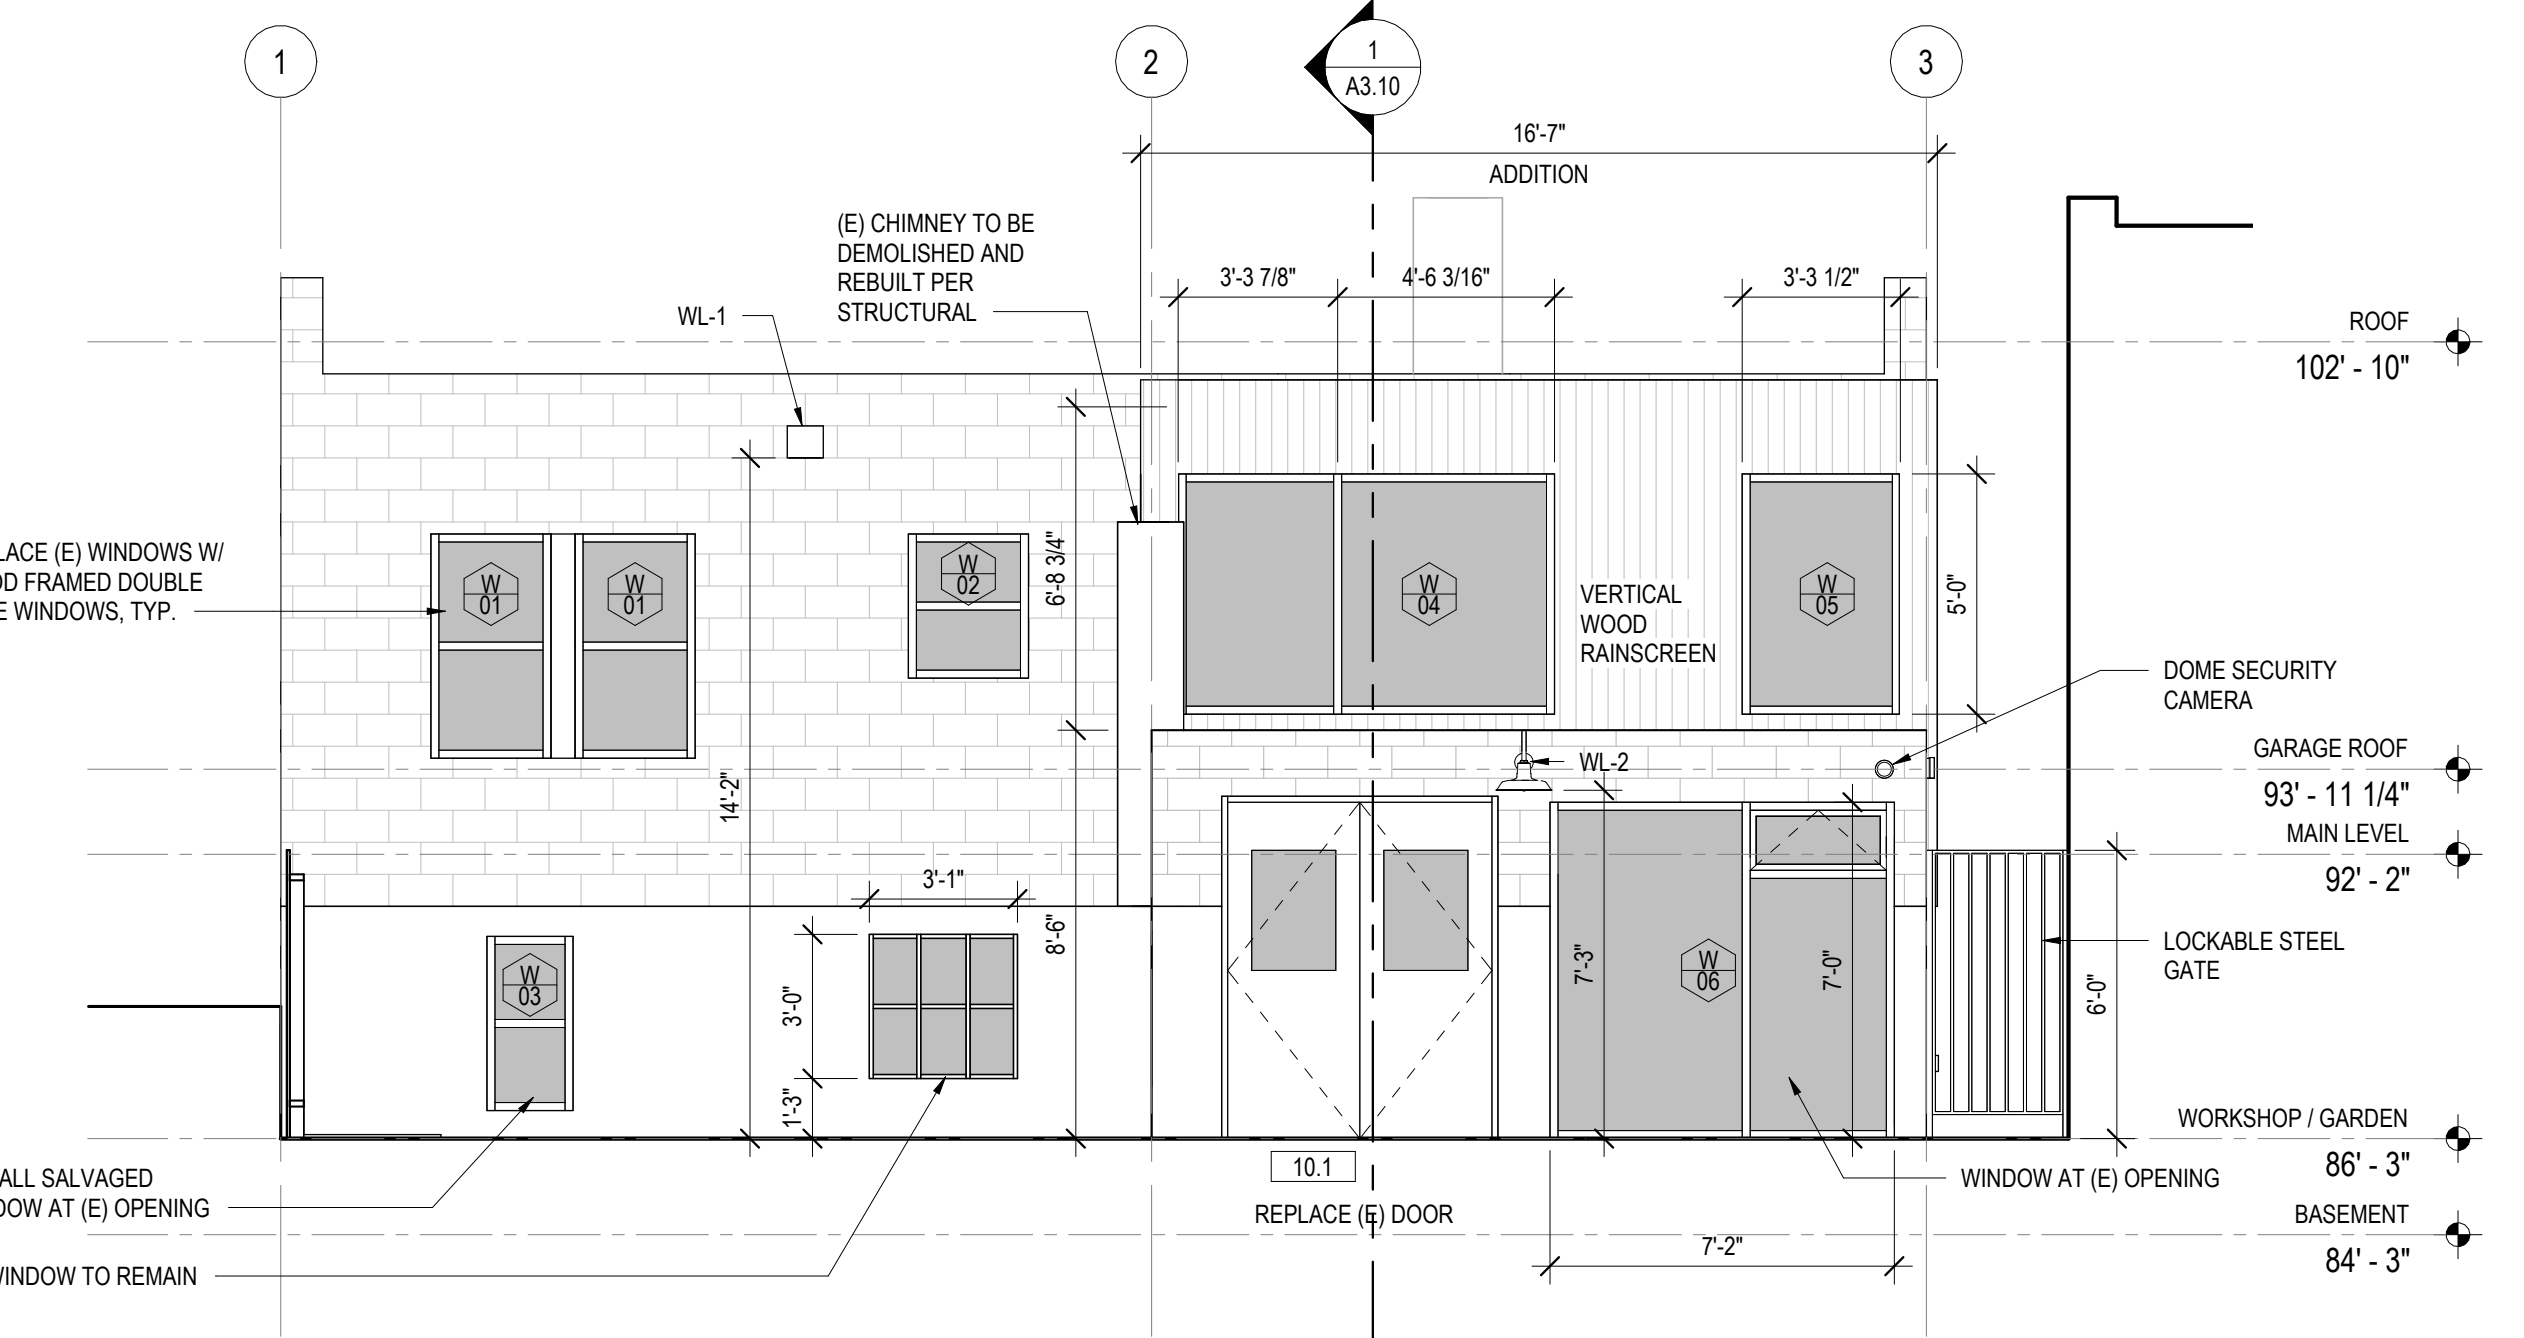 1
2
3
1
A3.10
16'-7"
ADDITION
(E) CHIMNEY TO BE
DEMOLISHED AND
REBUILT PER
STRUCTURAL
3'-3 7/8"
4'-6 3/16"
3'-3 1/2"
WL-1
ROOF
102' - 10"
LACE (E) WINDOWS W/
OD FRAMED DOUBLE
E WINDOWS, TYP.
W
01
W
01
W
02
6'-8 3/4"
W
04
VERTICAL
WOOD
RAINSCREEN
W
05
5'-0"
DOME SECURITY
CAMERA
14'-2"
WL-2
GARAGE ROOF
93' - 11 1/4"
MAIN LEVEL
92' - 2"
3'-1"
8'-6"
W
03
3'-0"
1'-3"
7'-3"
W
06
7'-0"
LOCKABLE STEEL
GATE
6'-0"
WORKSHOP / GARDEN
86' - 3"
10.1
REPLACE (E) DOOR
ALL SALVAGED
DOW AT (E) OPENING
WINDOW AT (E) OPENING
BASEMENT
84' - 3"
7'-2"
WINDOW TO REMAIN